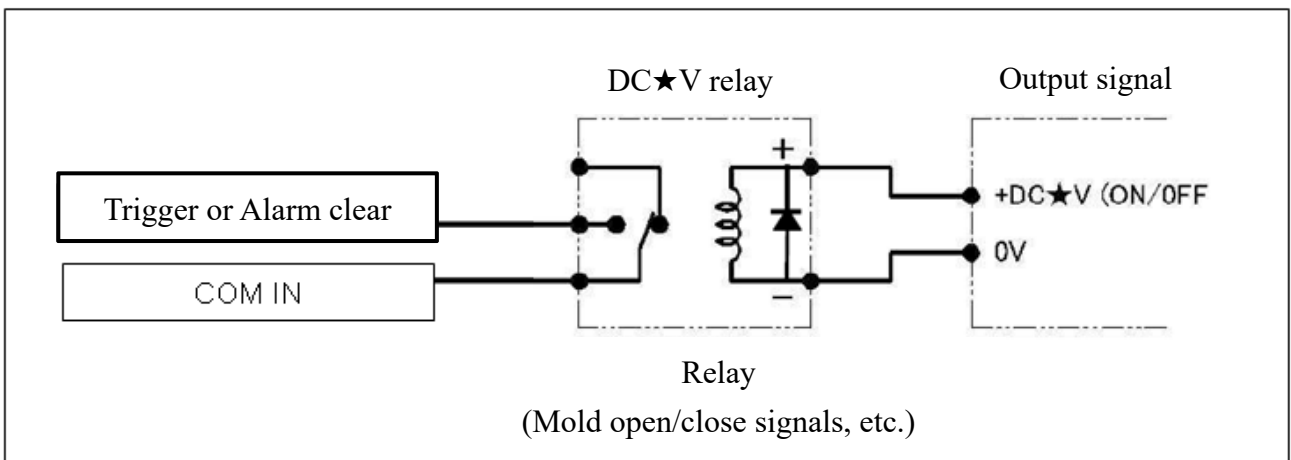 DC★V relay
Output signal
Trigger or Alarm clear
COM IN
+
−
+DC★V (ON/OFF
0V
Relay
(Mold open/close signals, etc.)